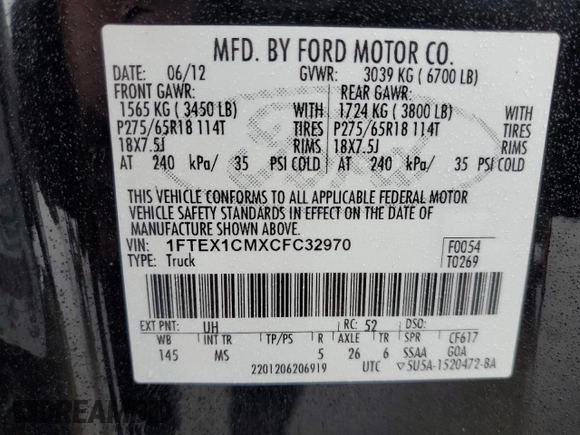 MFD. BY FORD MOTOR CO.
DATE: 06/12 GVWR: 3039 KG ( 6700 LB)
FRONT GAWR: REAR GAWR:
1565 KG ( 3450 LB) WITH 1724 KG ( 3800 LB) WITH
P275/65R18 114T TIRES P275/65R18 114T TIRES
18X7.5J RIMS 18X7.5J RIMS
AT 240 kPa/ 35 PSI COLD AT 240 kPa/ 35 PSI COLD
THIS VEHICLE CONFORMS TO ALL APPLICABLE FEDERAL MOTOR
VEHICLE SAFETY STANDARDS IN EFFECT ON THE DATE OF
MANUFACTURE SHOWN ABOVE.
VIN: 1FTEX1CMXCFC32970 F0054
TYPE: Truck T0269
EXT PNT: UH RC: 52 DSO:
WB INT TR TP/PS R AXLE TR SPR CF617
145 MS 5 26 6 SSAA GOA
2201206206919 UTC 5U5A-1520472-BA
DREAMBID